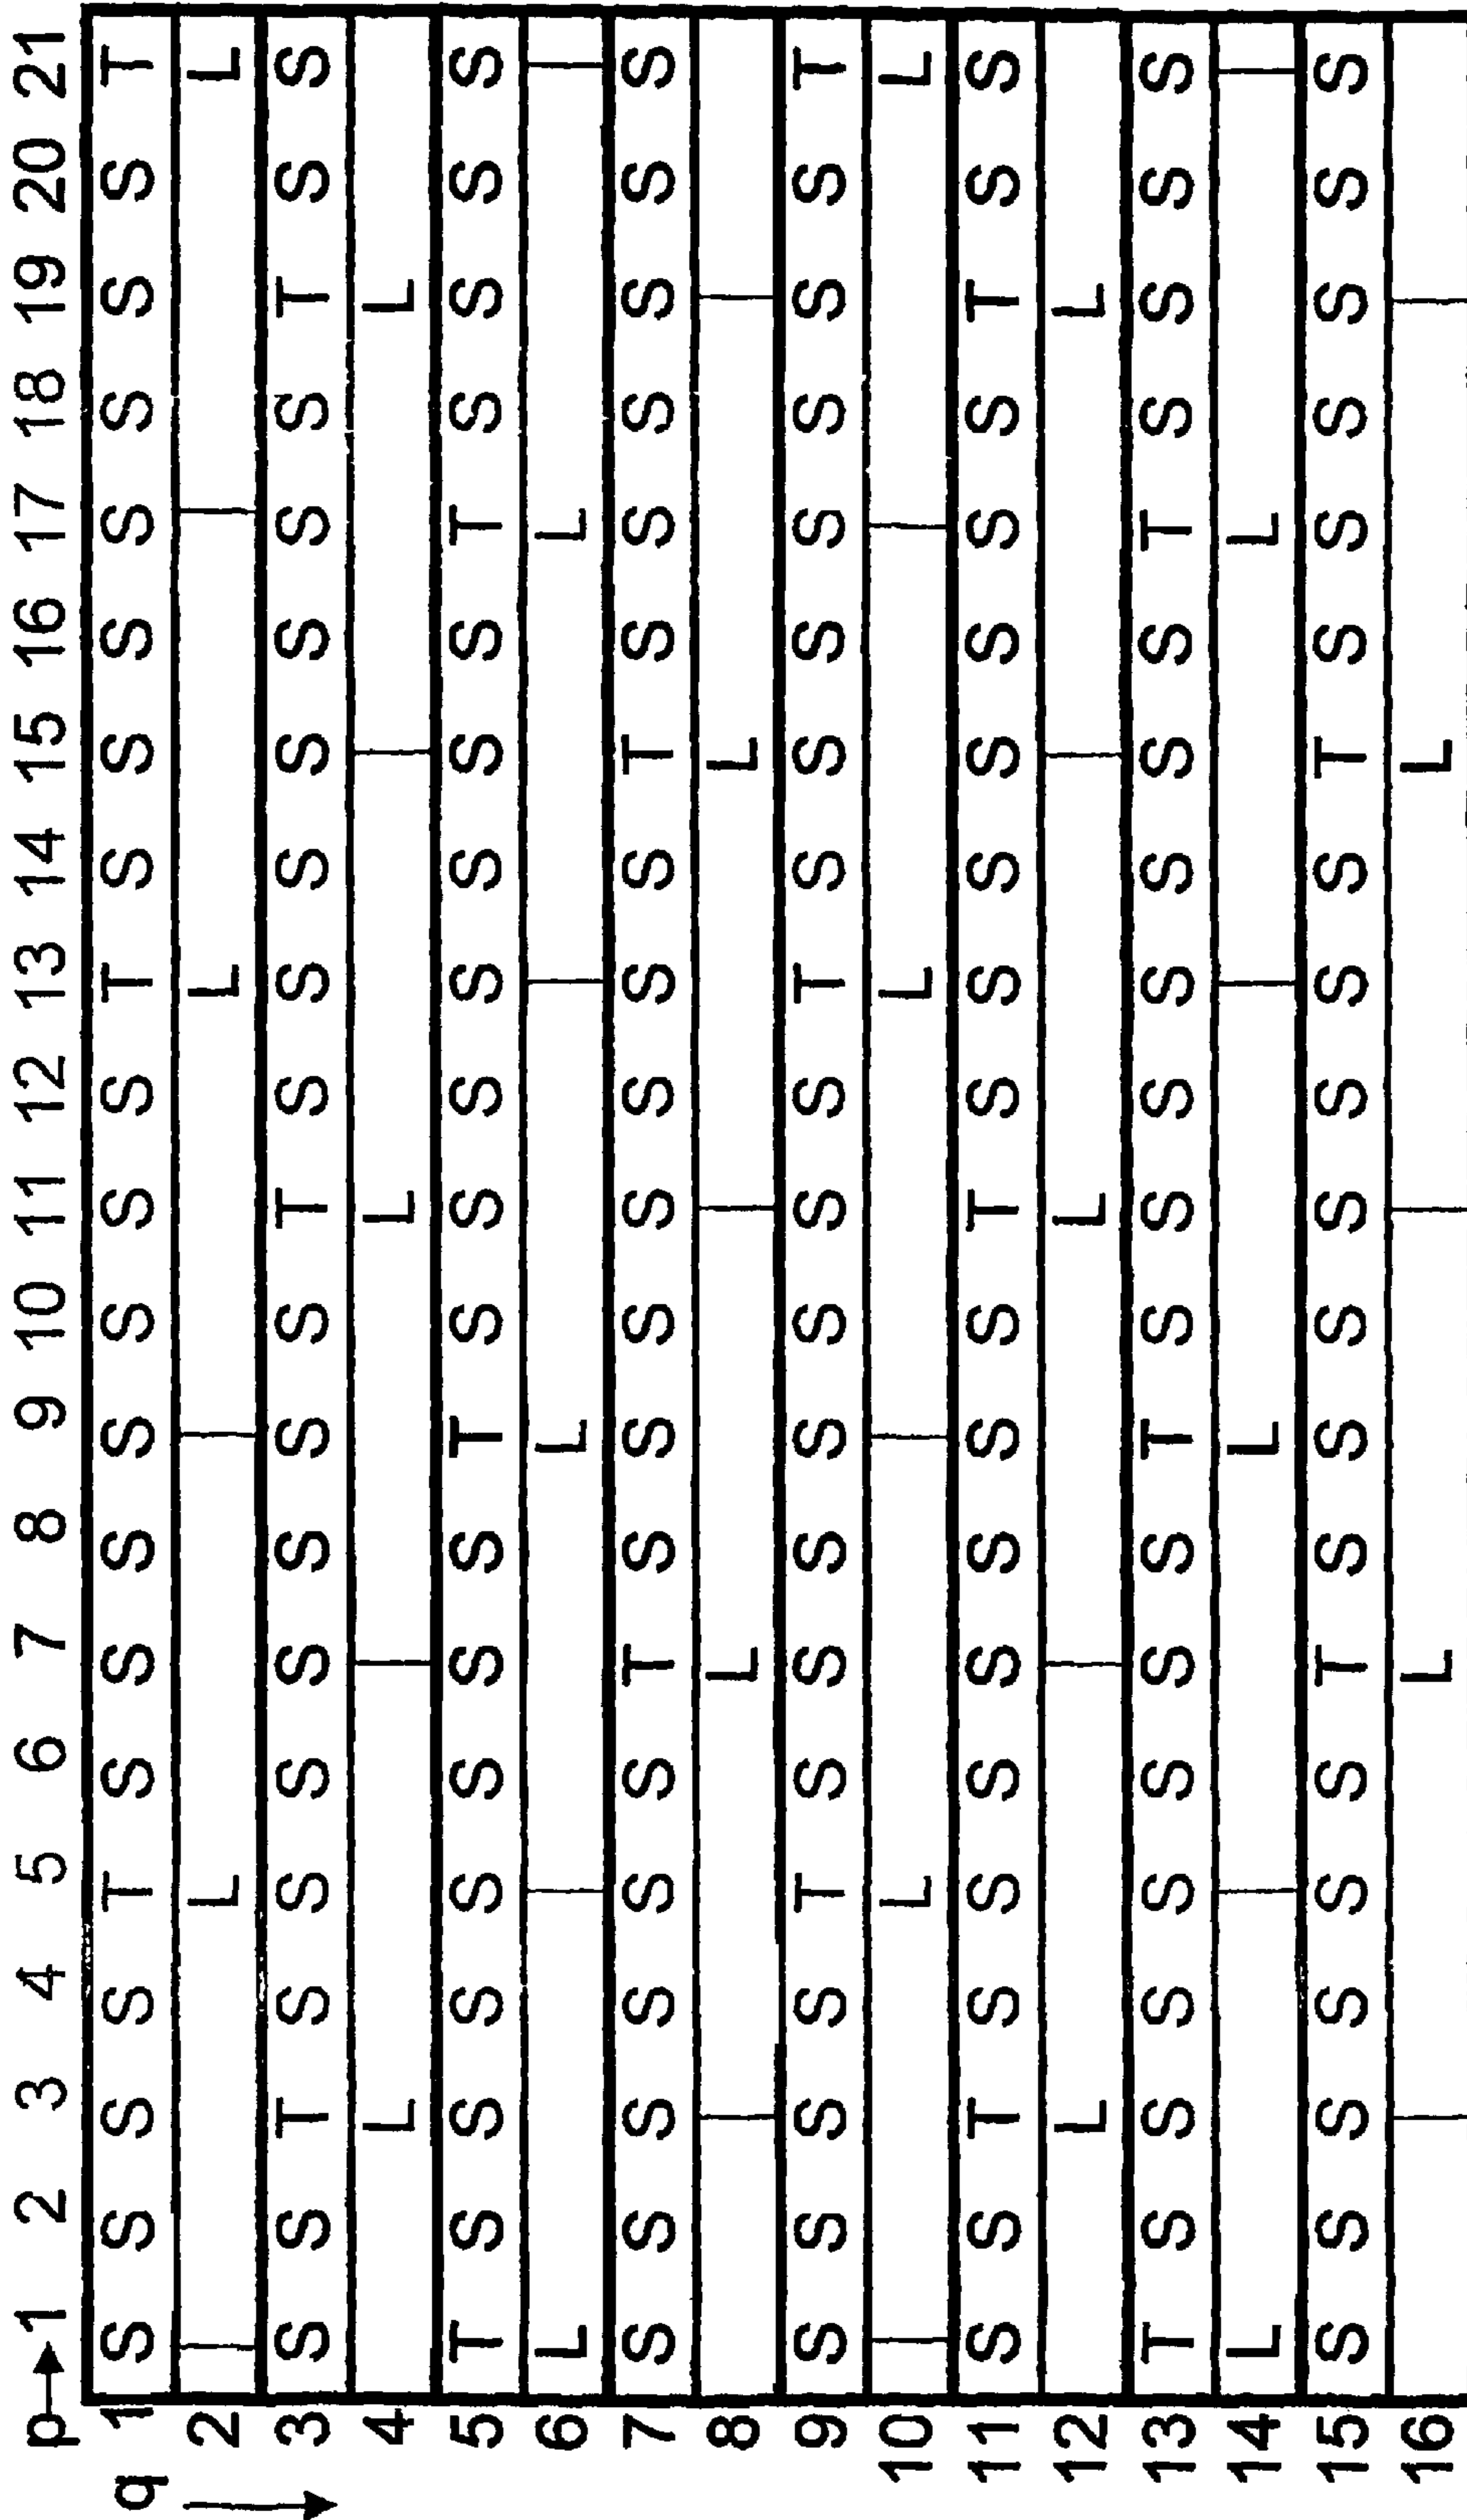 p→ 1 2 3 4 5 6 7 8 9 10 11 12 13 14 15 16 17 18 19 20 21
q
↓
1 S S S S T S S S S S S S T S S S S S S S T
2 L L L
3 S S T S S S S S S S T S S S S S S S T S S
4 L L L
5 T S S S S S S S T S S S S S S S T S S S S
6 L L L
7 S S S S S S T S S S S S S S T S S S S S S
8 L L
9 S S S S T S S S S S S S T S S S S S S S T
10 L L L
11 S S T S S S S S S S T S S S S S S S T S S
12 L L L
13 T S S S S S S S T S S S S S S S T S S S S
14 L L L
15 S S S S S S T S S S S S S S T S S S S S S
16 L L